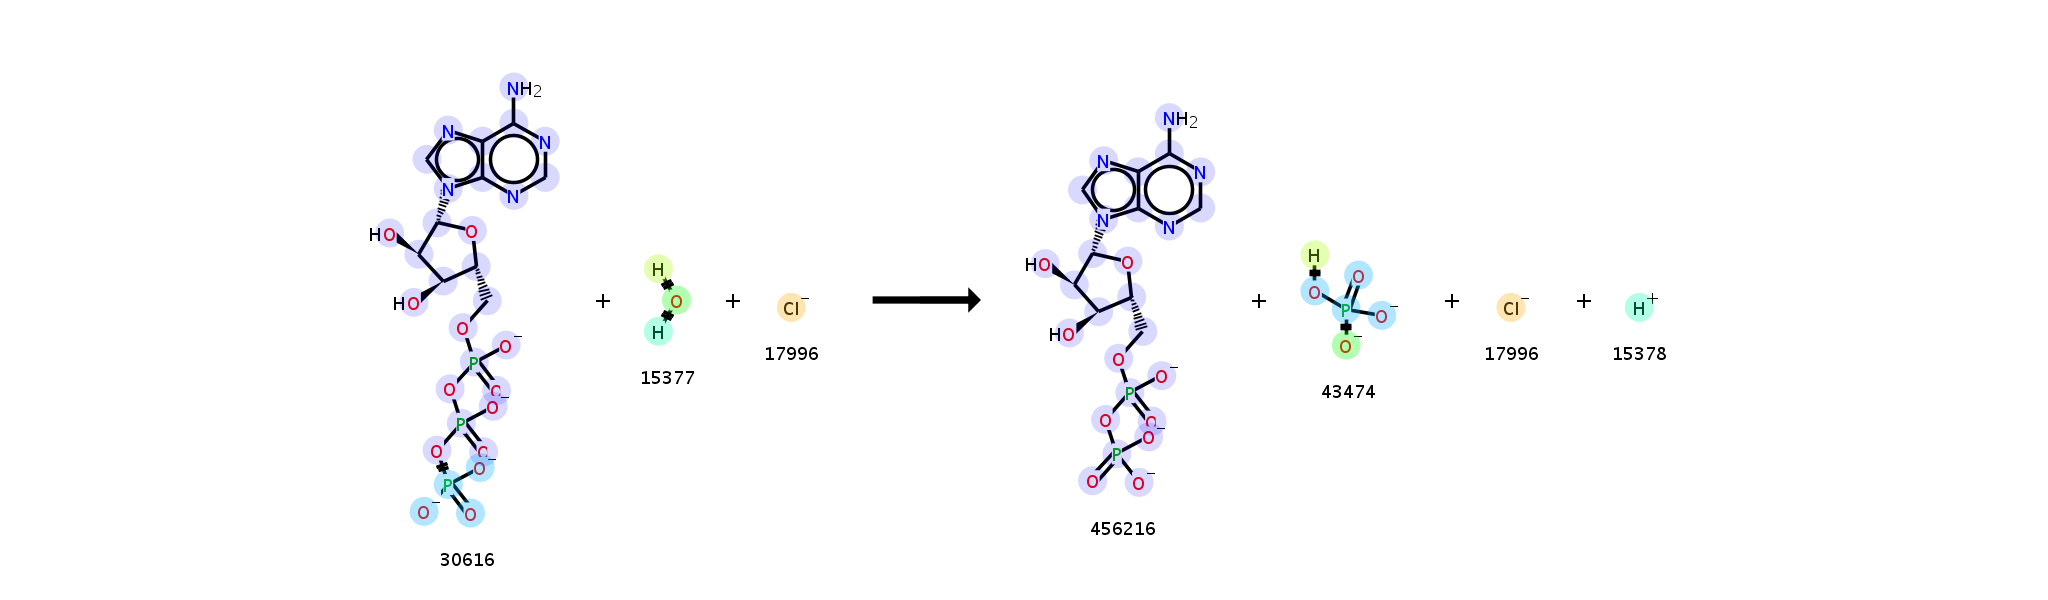 NH2
N
N
N
N
HO
O
HO
O
O
P
O−
O
O
O−
P
O
O
O−
P
O−
O
30616
+
H
O
H
15377
+
Cl−
17996
NH2
N
N
N
N
HO
O
HO
O
O−
P
O
O
O−
P
O
O−
456216
+
H
O
O
P
O−
O−
43474
+
Cl−
17996
+
H+
15378